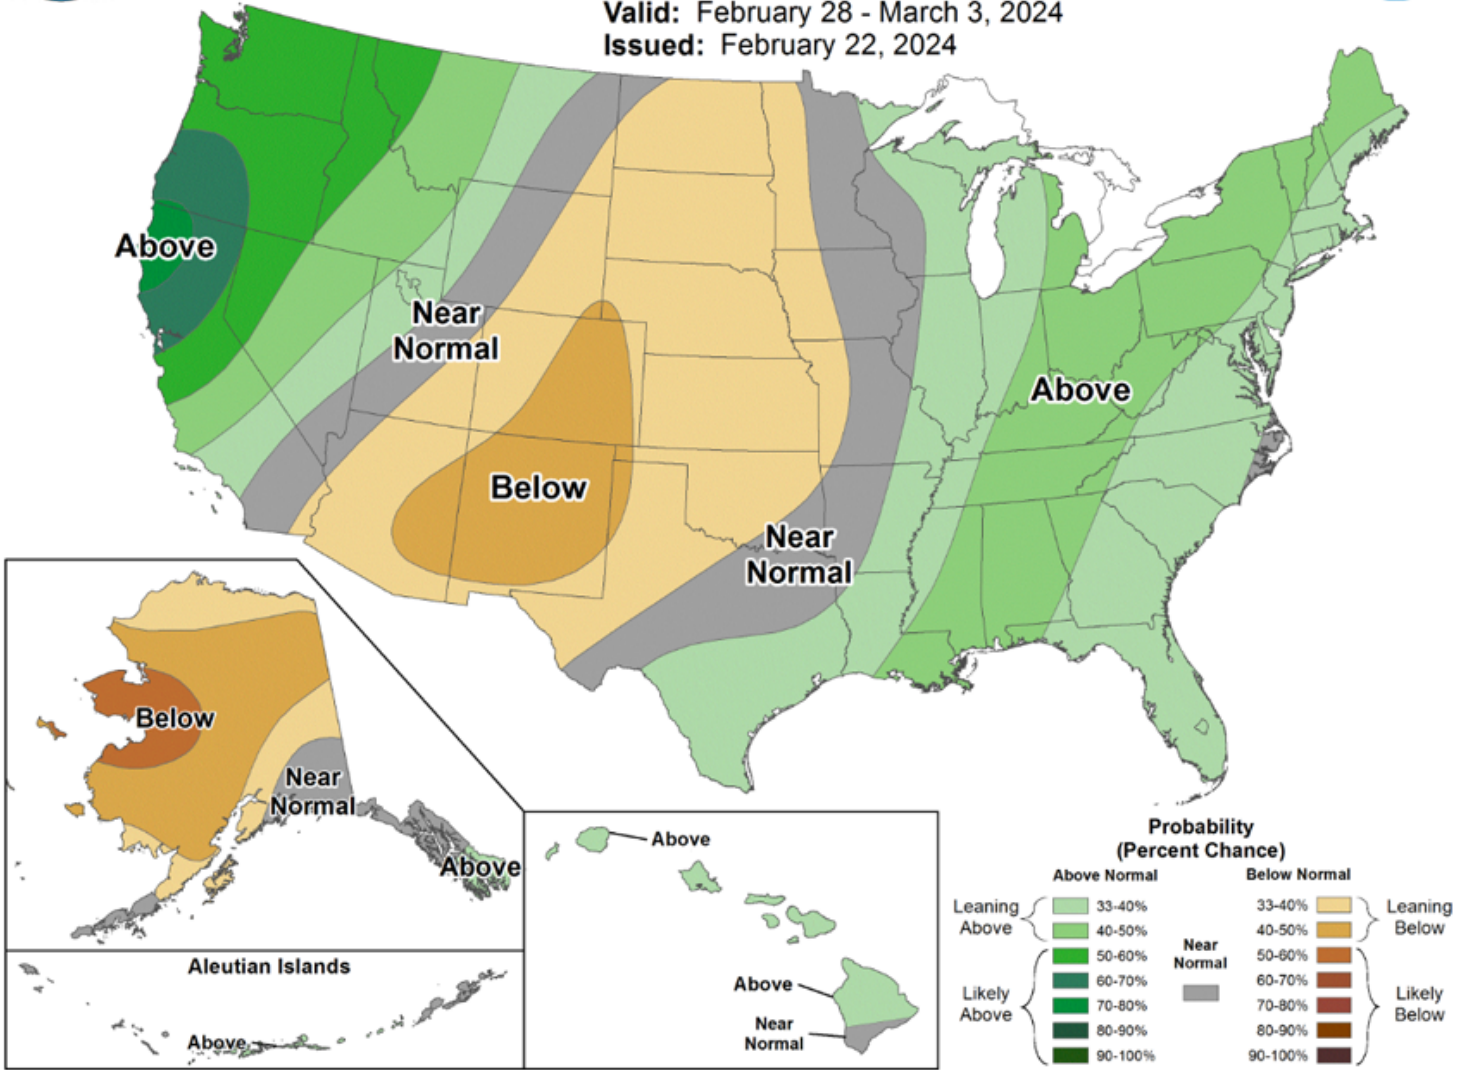 Valid: February 28 - March 3, 2024
Issued: February 22, 2024
Above
Near
Normal
Above
Below
Near
Normal
Below
Near
Normal
Above
Aleutian Islands
Above
Above
Above
Near
Normal
Probability
(Percent Chance)
Above Normal
Below Normal
Leaning
Above
33-40%
40-50%
Likely
Above
50-60%
60-70%
70-80%
80-90%
90-100%
Near
Normal
33-40%
40-50%
Leaning
Below
50-60%
60-70%
70-80%
80-90%
90-100%
Likely
Below